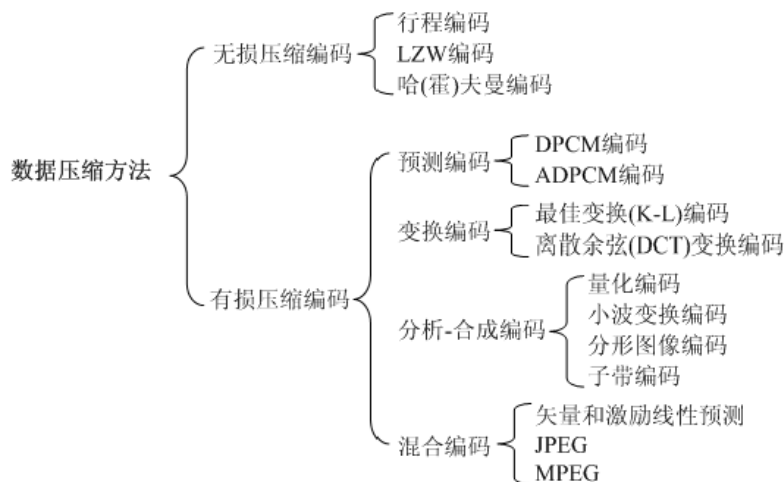 数据压缩方法
无损压缩编码
行程编码
LZW编码
哈(霍)夫曼编码
有损压缩编码
预测编码
DPCM编码
ADPCM编码
变换编码
最佳变换(K-L)编码
离散余弦(DCT)变换编码
分析-合成编码
量化编码
小波变换编码
分形图像编码
子带编码
混合编码
矢量和激励线性预测
JPEG
MPEG